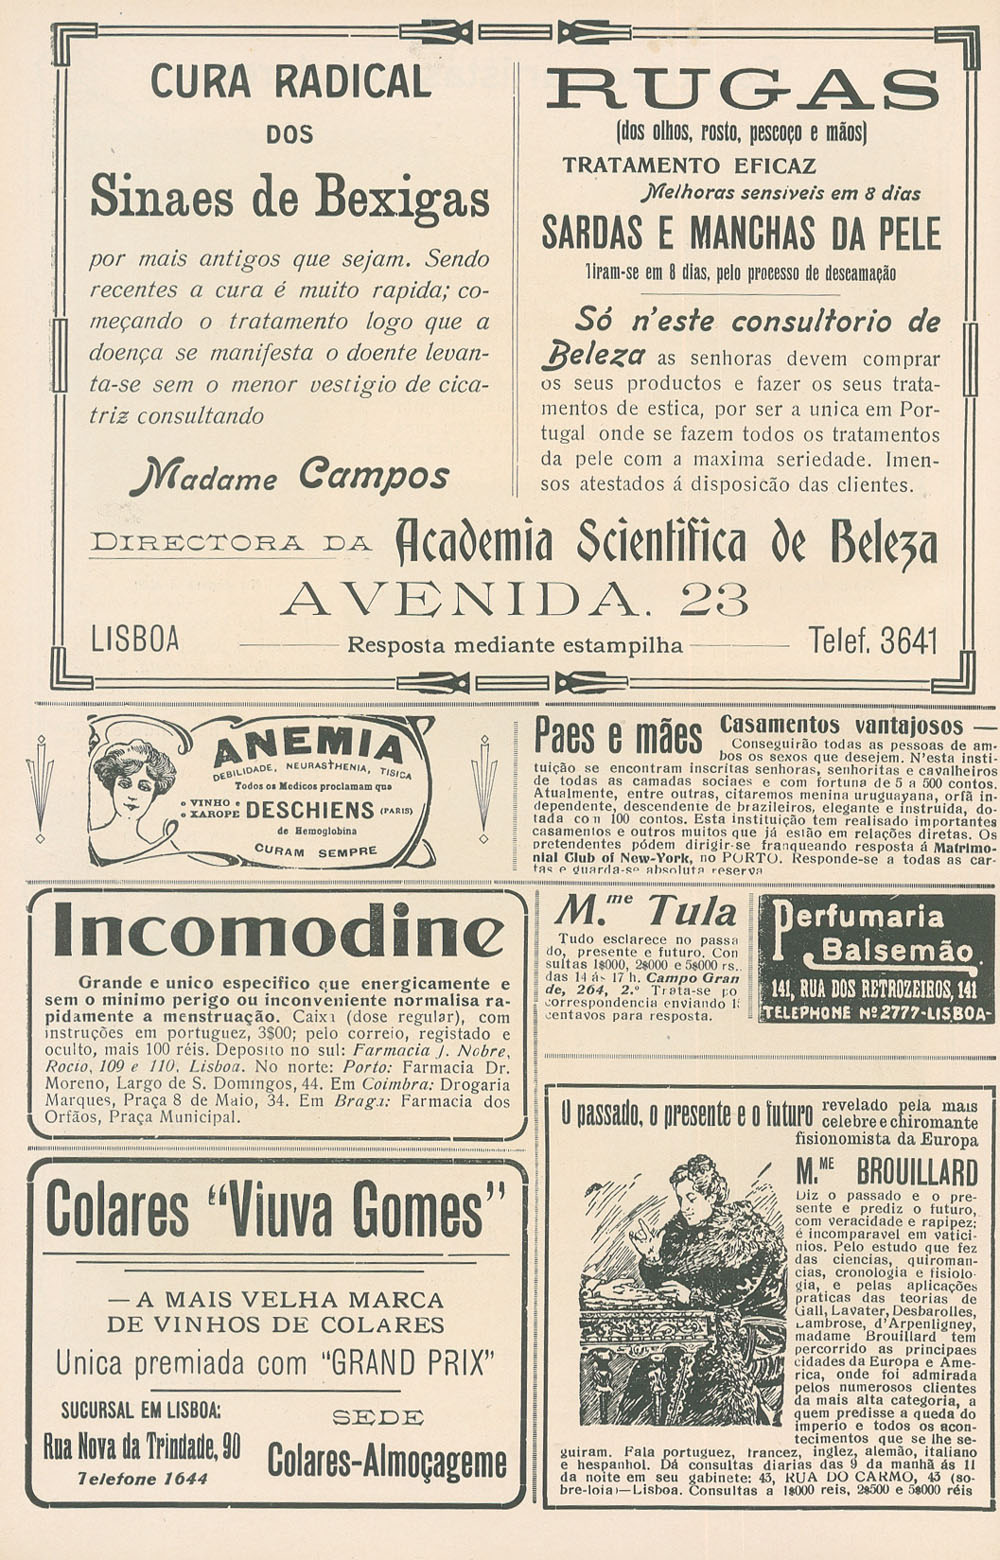 CURA RADICAL
DOS
Sinaes de Bexigas
por mais antigos que sejam. Sendo
recentes a cura é muito rapida; co-
meçando o tratamento logo que a
doença se manifesta o doente levan-
ta-se sem o menor vestigio de cica-
triz consultando
Madame Campos
RUGAS
(dos olhos, rosto, pescoço e mãos)
TRATAMENTO EFICAZ
Melhoras sensiveis em 8 dias
SARDAS E MANCHAS DA PELE
Tiram-se em 8 dias, pelo processo de descamação
Só n'este consultorio de
Beleza as senhoras devem comprar
os seus productos e fazer os seus trata-
mentos de estica, por ser a unica em Por-
tugal onde se fazem todos os tratamentos
da pele com a maxima seriedade. Imen-
sos atestados á disposicão das clientes.
DIRECTORA DA Academia Scientifica de Beleza
AVENIDA. 23
LISBOA Resposta mediante estampilha Telef. 3641
ANEMIA
DEBILIDADE, NEURASTHENIA, TISICA
Todos os Medicos proclamam que
o VINHO e
o XAROPE DESCHIENS (PARIS)
de Hemoglobina
CURAM SEMPRE
Paes e mães Casamentos vantajosos —
Conseguirão todas as pessoas de am-
bos os sexos que desejem. N'esta insti-
tuição se encontram inscritas senhoras, senhoritas e cavalheiros
de todas as camadas sociaes e com fortuna de 5 a 500 contos.
Atualmente, entre outras, citaremos menina uruguayana, orfã in-
dependente, descendente de brazileiros, elegante e instruida, do-
tada con 100 contos. Esta instituição tem realisado importantes
casamentos e outros muitos que já estão em relações diretas. Os
pretendentes pódem dirigir-se franqueando resposta á Matrimo-
nial Club of New-York, no PORTO. Responde-se a todas as car-
tas e guarda-se absoluta reserva
Incomodine
Grande e unico especifico que energicamente e
sem o minimo perigo ou inconveniente normalisa ra-
pidamente a menstruação. Caixa (dose regular), com
instruções em portuguez, 3$00; pelo correio, registado e
oculto, mais 100 réis. Deposito no sul: Farmacia J. Nobre,
Rocio, 109 e 110, Lisboa. No norte: Porto: Farmacia Dr.
Moreno, Largo de S. Domingos, 44. Em Coimbra: Drogaria
Marques, Praça 8 de Maio, 34. Em Braga: Farmacia dos
Orfãos, Praça Municipal.
M.me Tula
Tudo esclarece no passa
do, presente e futuro. Con
sultas 1$000, 2$000 e 5$000 rs..
das 14 ás 17 h. Campo Gran
de, 264, 2.º Trata-se po
correspondencia enviando 1
centavos para resposta.
Perfumaria
Balsemão.
141, RUA DOS RETROZEIROS, 141
TELEPHONE Nº 2777-LISBOA-
Colares "Viuva Gomes"
— A MAIS VELHA MARCA
DE VINHOS DE COLARES
Unica premiada com "GRAND PRIX"
SUCURSAL EM LISBOA:
Rua Nova da Trindade, 90
Telefone 1644
SEDE
Colares-Almoçageme
O passado, o presente e o futuro revelado pela mais
celebre e chiromante
fisionomista da Europa
M.ME BROUILLARD
Diz o passado e o pre-
sente e prediz o futuro,
com veracidade e rapipez;
é incomparavel em vatici-
nios. Pelo estudo que fez
das ciencias, quiroman-
cias, cronologia e fisiolo-
gia, e pelas aplicações
praticas das teorias de
Gall, Lavater, Desbarolles,
Lambrose, d'Arpenligney,
madame Brouillard tem
percorrido as principaes
cidades da Europa e Ame-
rica, onde foi admirada
pelos numerosos clientes
da mais alta categoria, a
quem predisse a queda do
imperio e todos os acon-
tecimentos que se lhe se-
guiram. Fala portuguez, francez, inglez, alemão, italiano
e hespanhol. Dá consultas diarias das 9 da manhã ás 11
da noite em seu gabinete: 43, RUA DO CARMO, 43 (so-
bre-loja)—Lisboa. Consultas a 1$000 reis, 2$500 e 5$000 réis